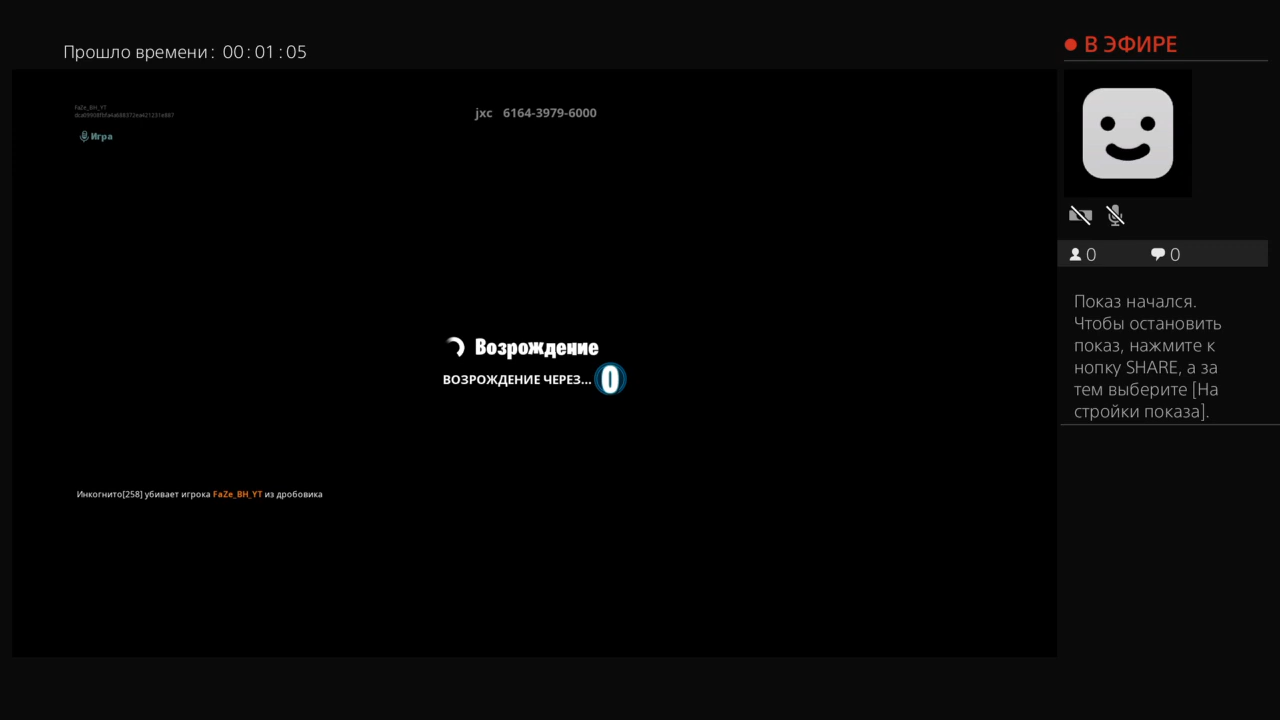 Прошло времени: 00:01:05
В ЭФИРЕ
FaZe_BH_YT
jxc 6164-3979-6000
Игра
0 0
Показ начался.
Чтобы остановить
показ, нажмите к
нопку SHARE, а за
тем выберите [На
стройки показа].
Возрождение
ВОЗРОЖДЕНИЕ ЧЕРЕЗ... 0
Инкогнито[258] убивает игрока FaZe_BH_YT из дробовика